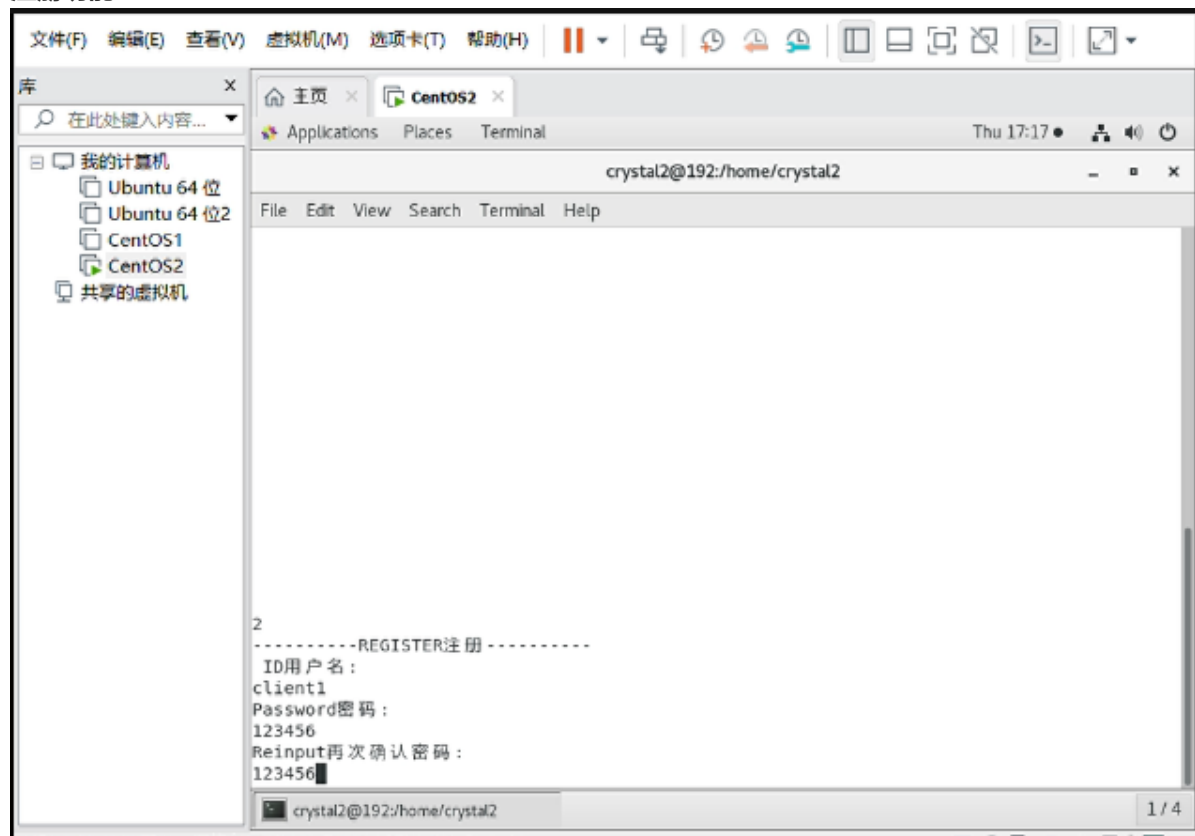 文件(F) 编辑(E) 查看(V) 虚拟机(M) 选项卡(T) 帮助(H)
库
主页 CentOS2
在此处键入内容...
Applications Places Terminal Thu 17:17
我的计算机
crystal2@192:/home/crystal2
Ubuntu 64 位
Ubuntu 64 位2
File Edit View Search Terminal Help
CentOS1
CentOS2
共享的虚拟机
2
----------REGISTER注册----------
ID用户名:
client1
Password密码:
123456
Reinput再次确认密码:
123456
crystal2@192:/home/crystal2 1/4